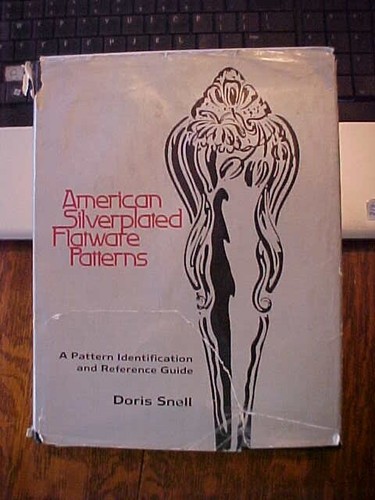 American
Silverplated
Flatware
Patterns
A Pattern Identification
and Reference Guide
Doris Snell